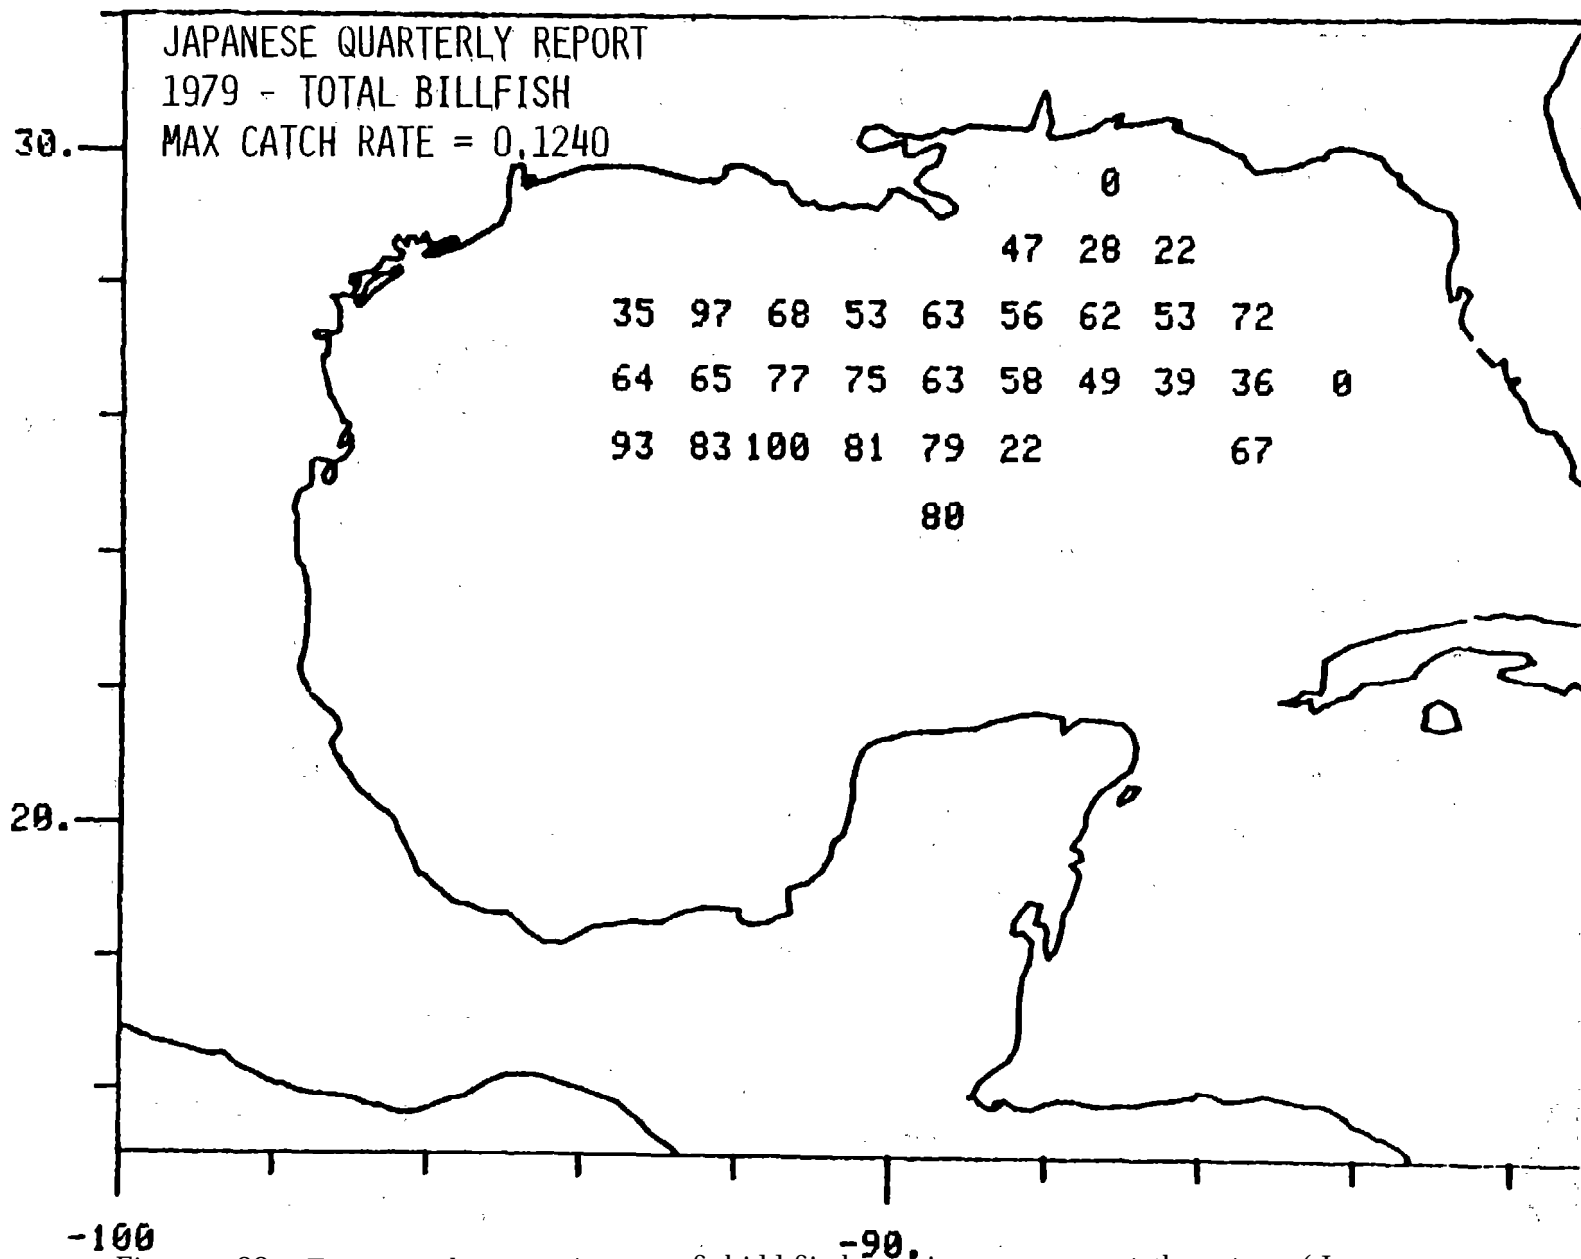 JAPANESE QUARTERLY REPORT
1979 - TOTAL BILLFISH
MAX CATCH RATE = 0.1240
30.
0
47 28 22
35 97 68 53 63 56 62 53 72
64 65 77 75 63 58 49 39 36 0
93 83 100 81 79 22 67
80
20.
-100
-90.